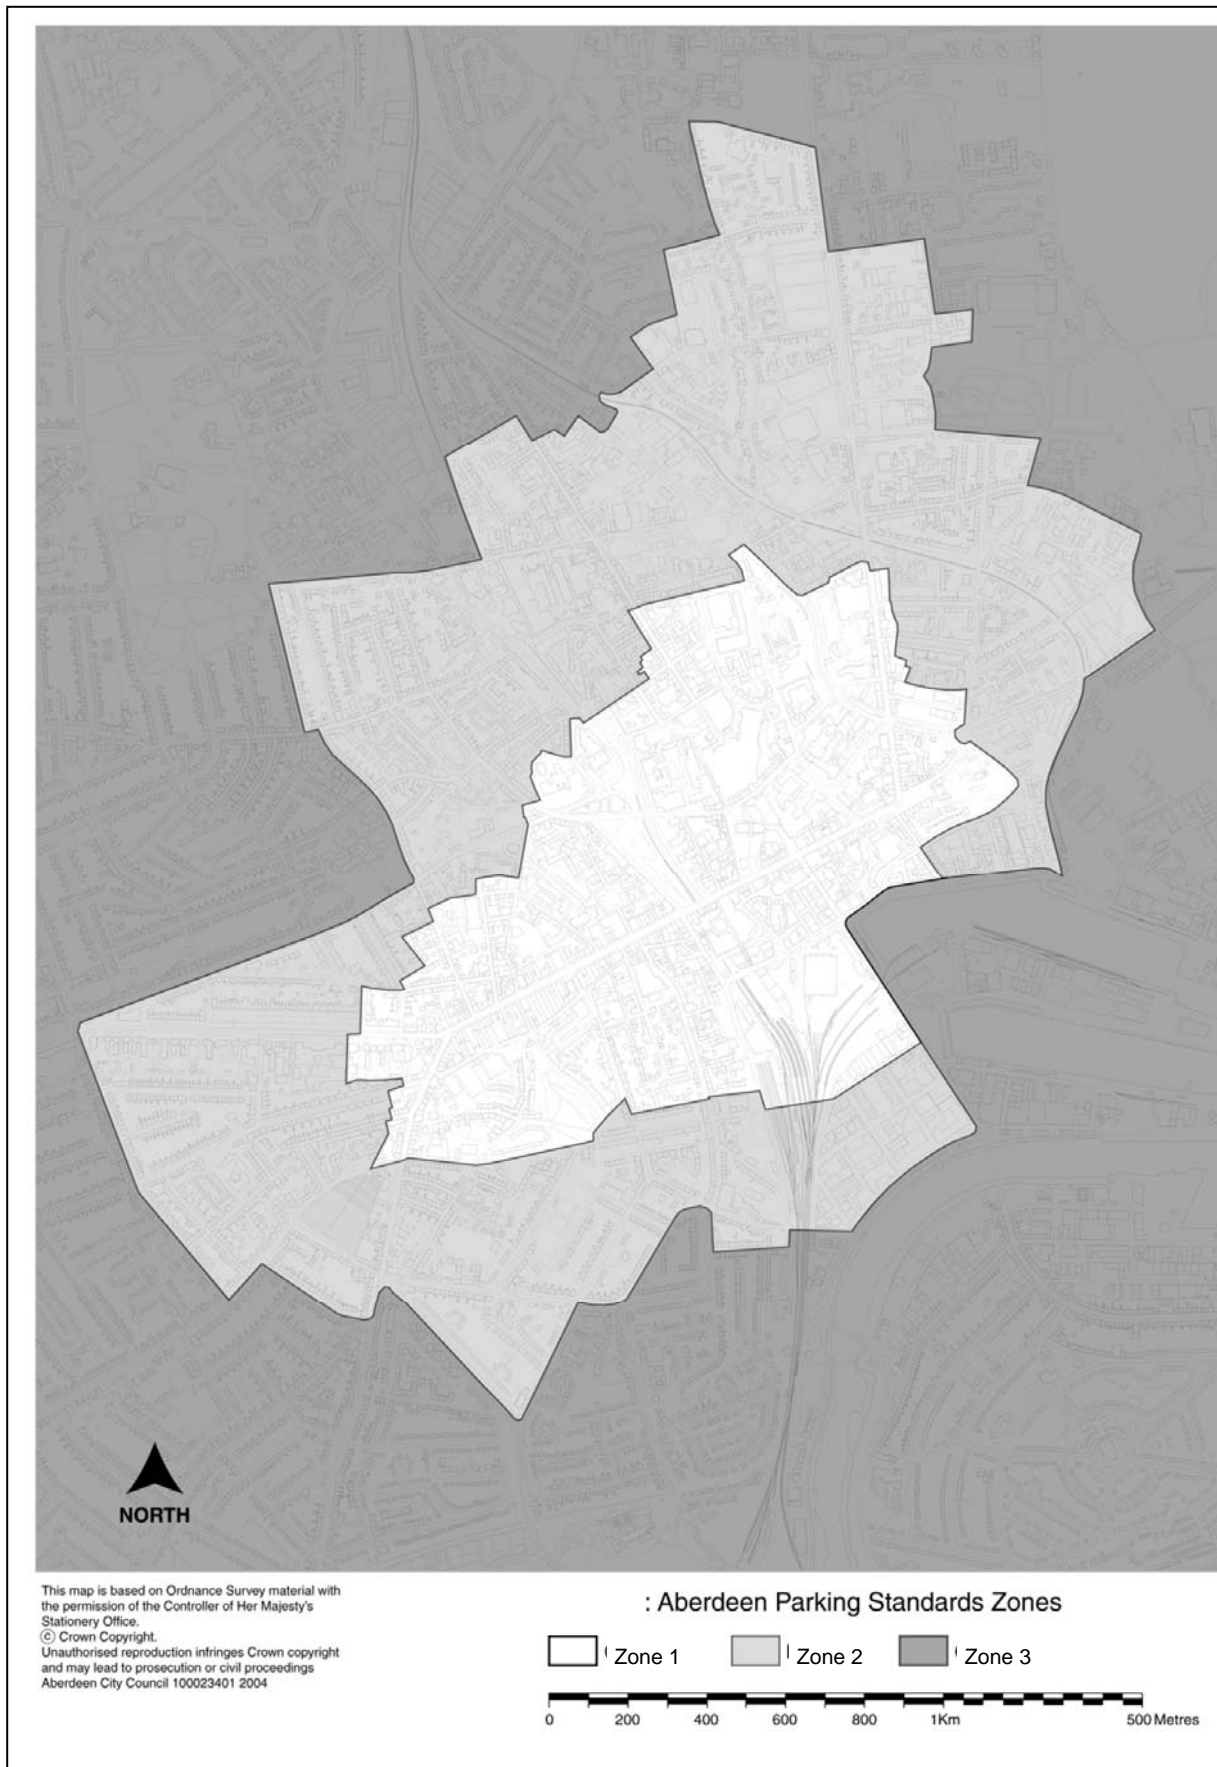 NORTH
This map is based on Ordnance Survey material with
the permission of the Controller of Her Majesty's
Stationery Office.
© Crown Copyright.
Unauthorised reproduction infringes Crown copyright
and may lead to prosecution or civil proceedings
Aberdeen City Council 100023401 2004
: Aberdeen Parking Standards Zones
Zone 1 Zone 2 Zone 3
0 200 400 600 800 1Km 500 Metres